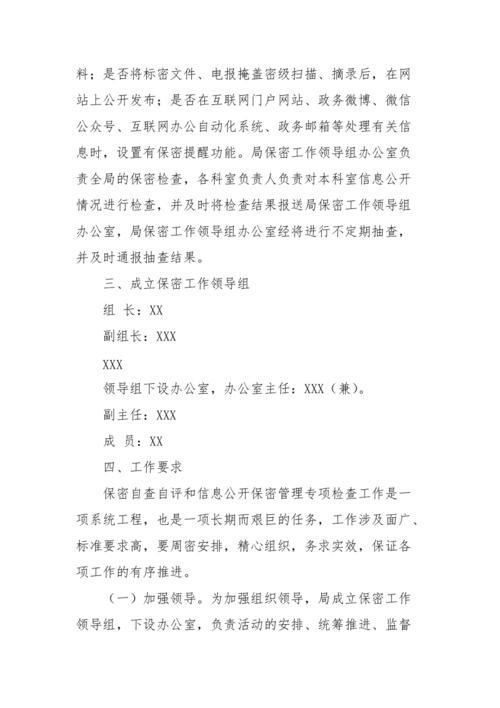 料；是否将标密文件、电报掩盖密级扫描、摘录后，在网
站上公开发布；是否在互联网门户网站、政务微博、微信
公众号、互联网办公自动化系统、政务邮箱等处理有关信
息时，设置有保密提醒功能。局保密工作领导组办公室负
责全局的保密检查，各科室负责人负责对本科室信息公开
情况进行检查，并及时将检查结果报送局保密工作领导组
办公室，局保密工作领导组办公室经将进行不定期抽查，
并及时通报抽查结果。
三、成立保密工作领导组
组 长：XX
副组长：XXX
XXX
领导组下设办公室，办公室主任：XXX（兼）。
副主任：XXX
成 员：XX
四、工作要求
保密自查自评和信息公开保密管理专项检查工作是一
项系统工程，也是一项长期而艰巨的任务，工作涉及面广、
标准要求高，要周密安排，精心组织，务求实效，保证各
项工作的有序推进。
（一）加强领导。为加强组织领导，局成立保密工作
领导组，下设办公室，负责活动的安排、统筹推进、监督